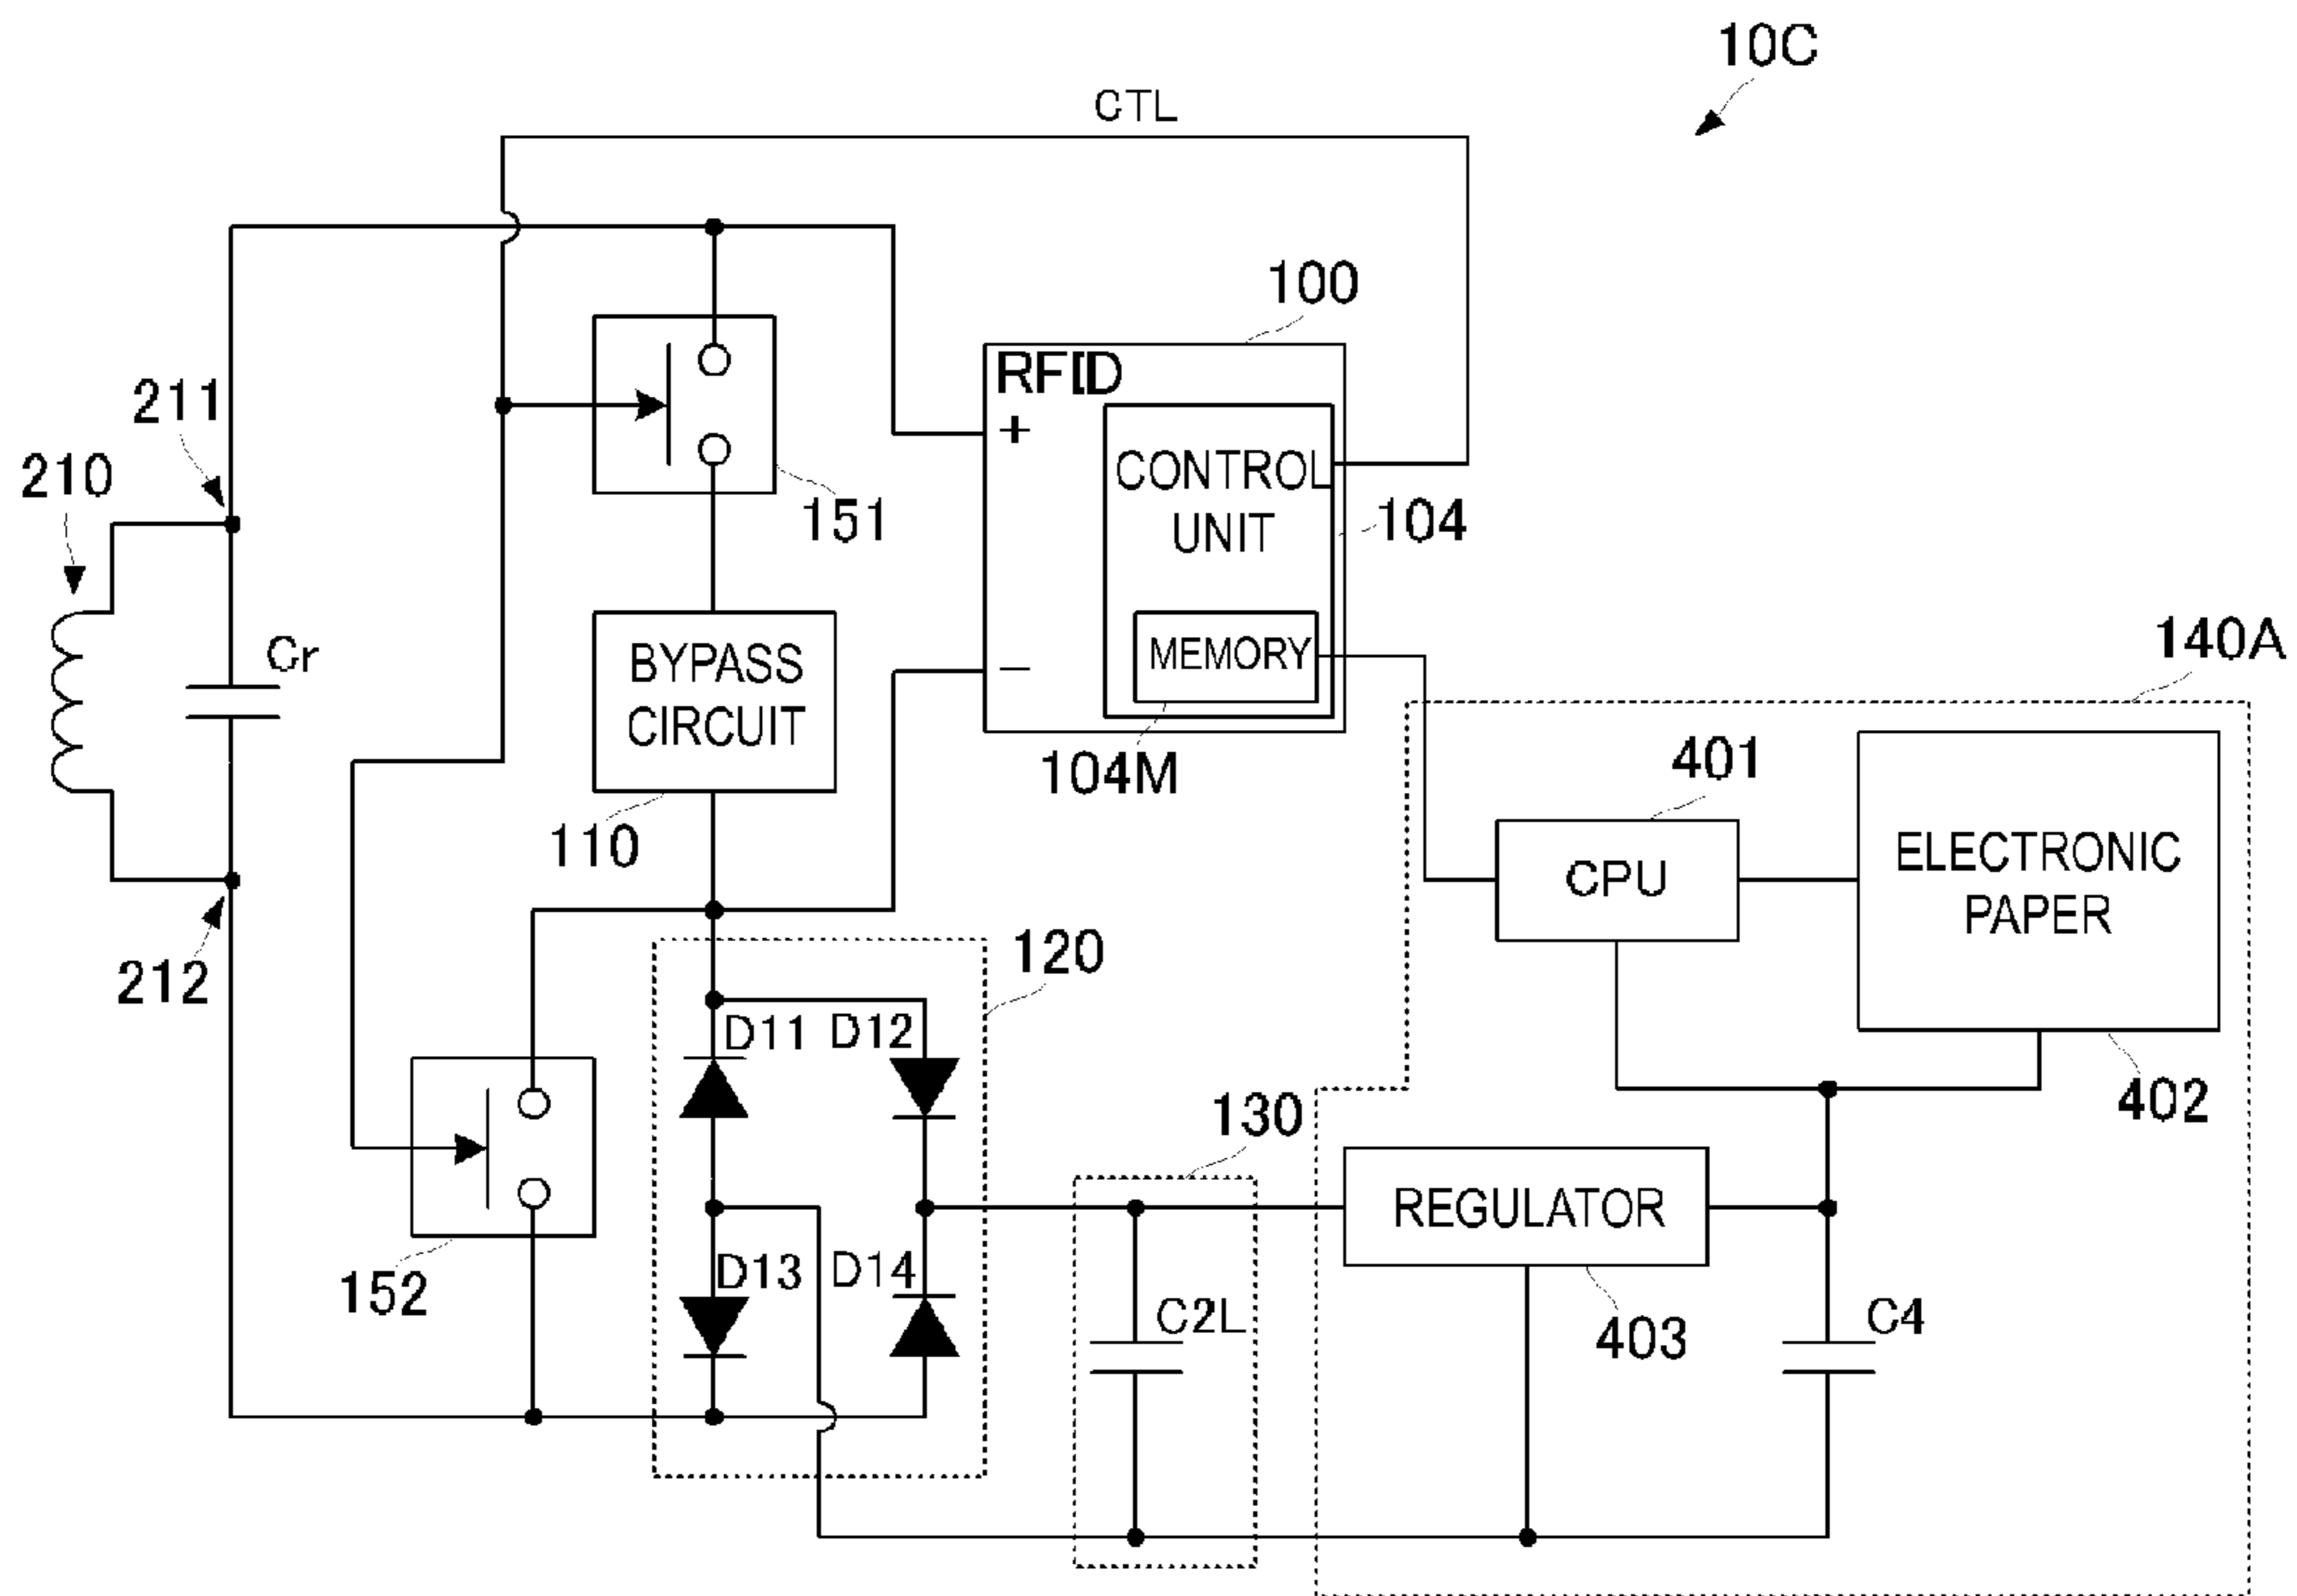 10C
CTL
100
RFID
+
211
CONTROL
UNIT
210
151
104
Cr
BYPASS
CIRCUIT
−
MEMORY
140A
104M
401
110
CPU
ELECTRONIC
PAPER
212
120
D11
D12
130
402
REGULATOR
152
D13
D14
C2L
403
C4